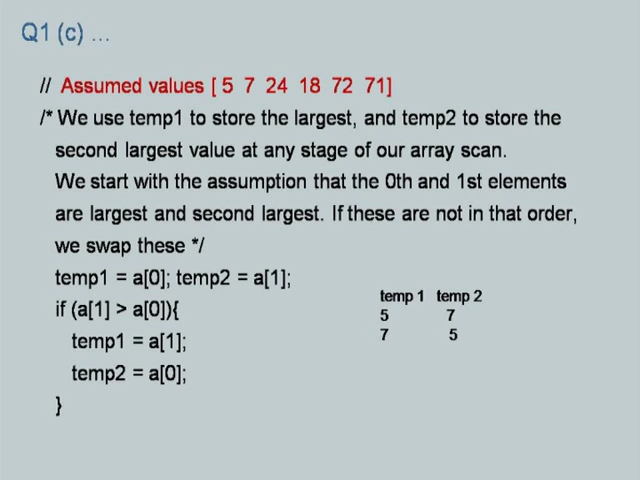 Q1 (c) ...
// Assumed values [ 5 7 24 18 72 71]
/* We use temp1 to store the largest, and temp2 to store the
second largest value at any stage of our array scan.
We start with the assumption that the 0th and 1st elements
are largest and second largest. If these are not in that order,
we swap these */
temp1 = a[0]; temp2 = a[1];
if (a[1] > a[0]){
temp1 = a[1];
temp2 = a[0];
}
temp 1 temp 2
5 7
7 5